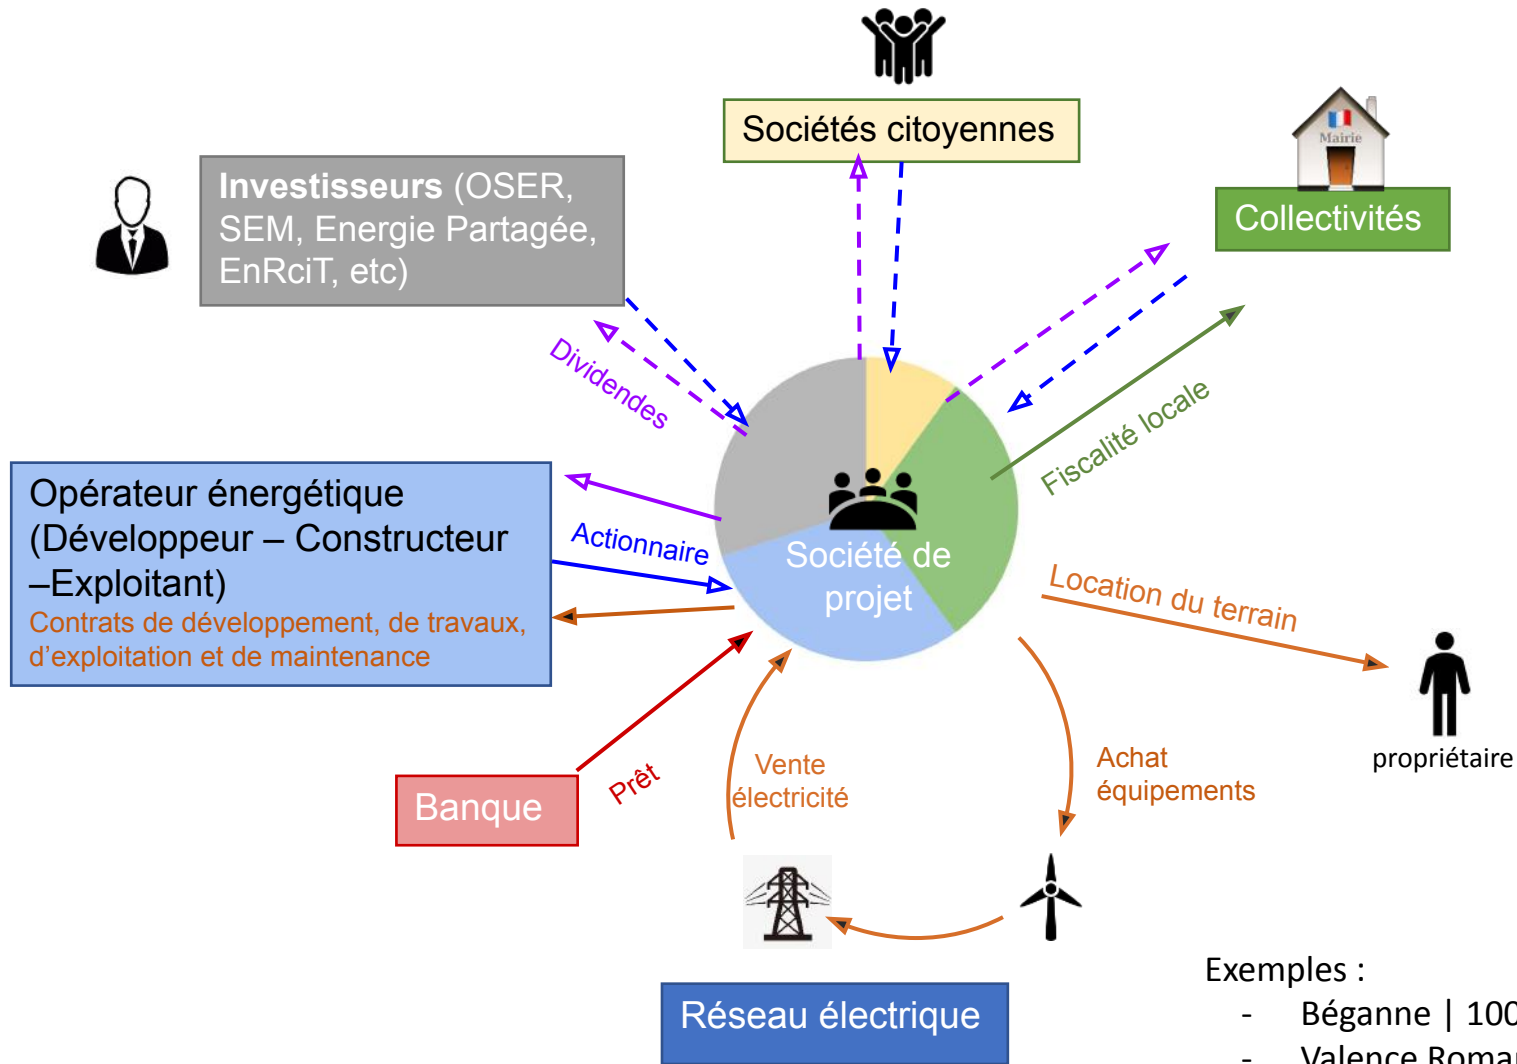 Sociétés citoyennes
Mairie
Collectivités
Investisseurs (OSER,
SEM, Energie Partagée,
EnRciT, etc)
Dividendes
Fiscalité locale
Opérateur énergétique
(Développeur – Constructeur
–Exploitant)
Contrats de développement, de travaux,
d'exploitation et de maintenance
Actionnaire
Société de
projet
Location du terrain
propriétaire
Banque
Prêt
Vente
électricité
Achat
équipements
Réseau électrique
Exemples :
- Béganne | 100
- Valence Romans